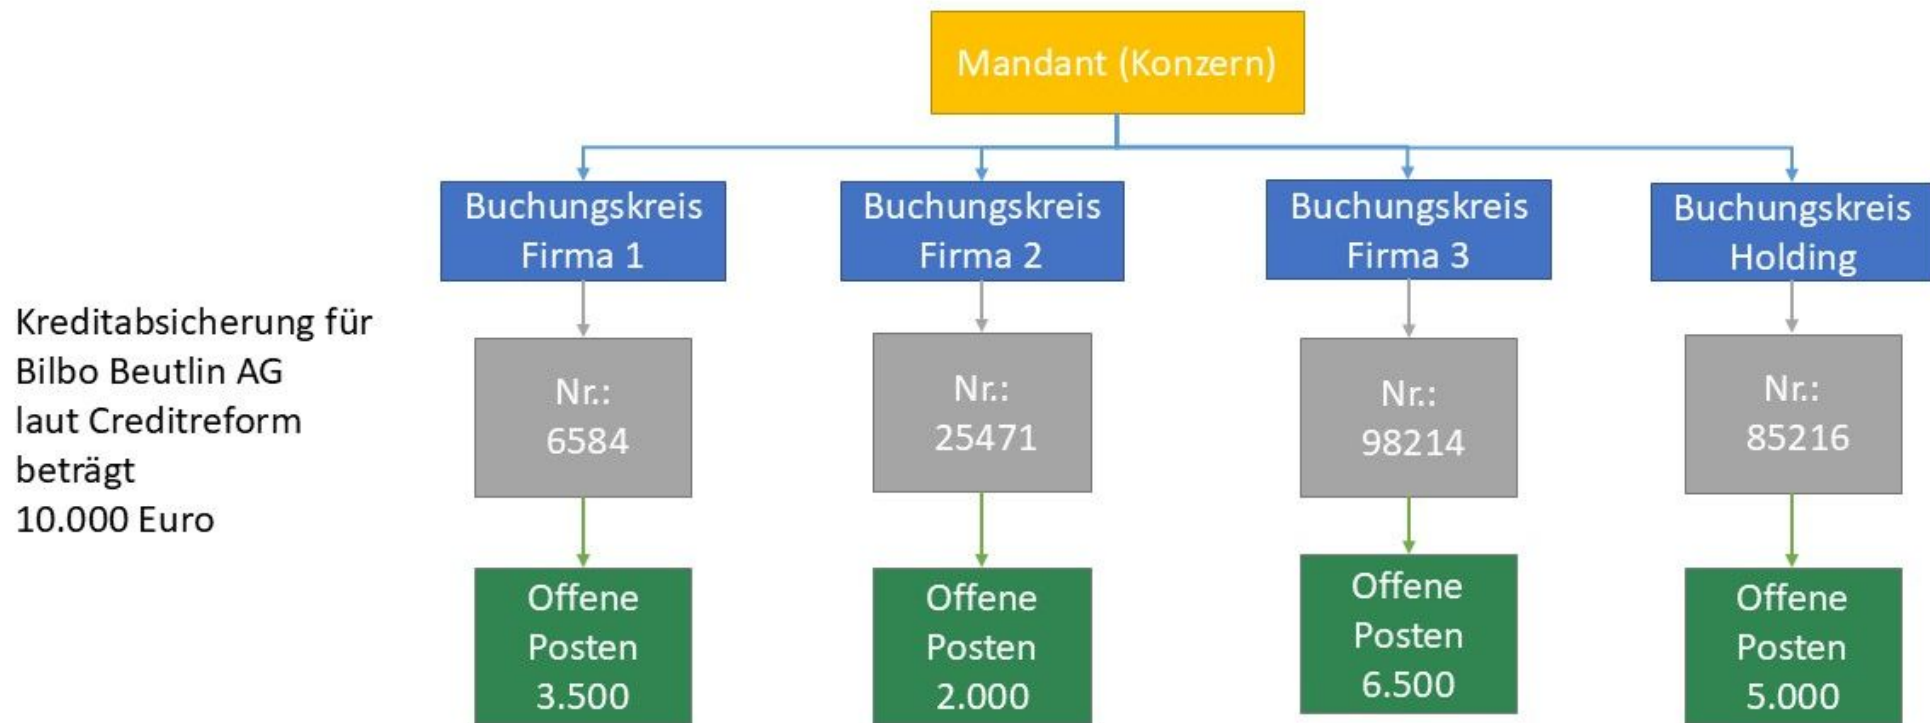 Mandant (Konzern)
Buchungskreis
Firma 1
Buchungskreis
Firma 2
Buchungskreis
Firma 3
Buchungskreis
Holding
Kreditabsicherung für
Bilbo Beutlin AG
laut Creditreform
beträgt
10.000 Euro
Nr.:
6584
Nr.:
25471
Nr.:
98214
Nr.:
85216
Offene
Posten
3.500
Offene
Posten
2.000
Offene
Posten
6.500
Offene
Posten
5.000